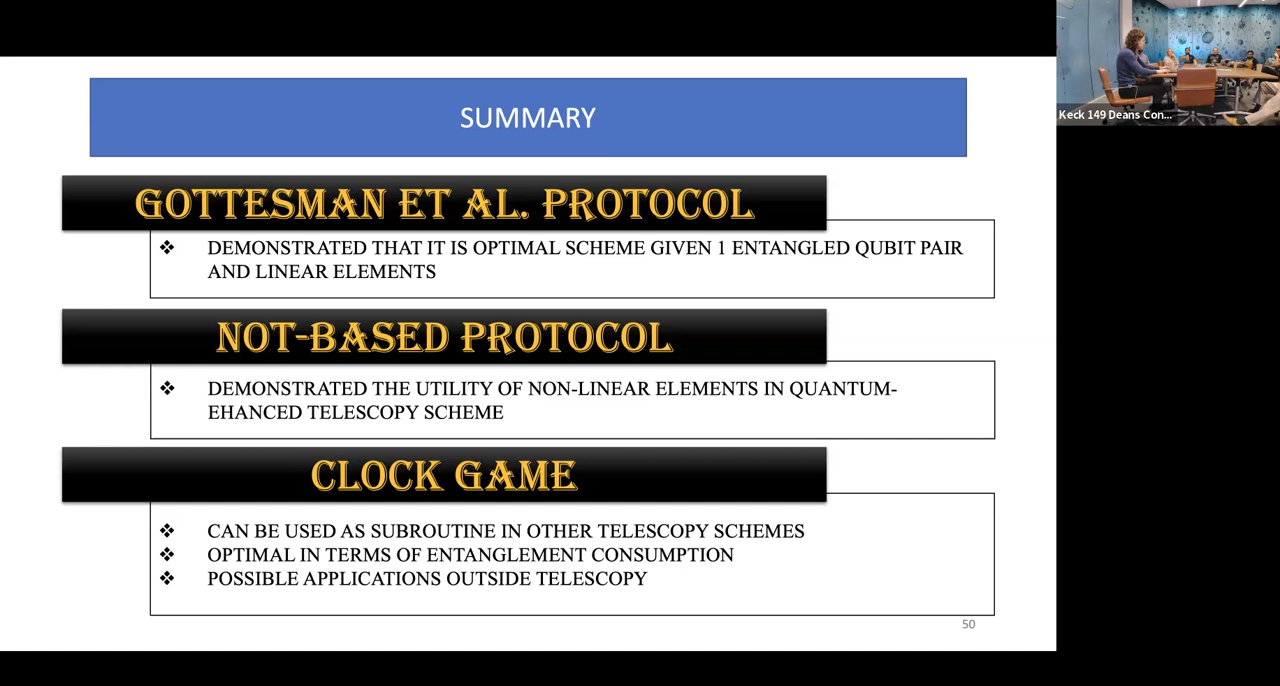 SUMMARY
GOTTESMAN ET AL. PROTOCOL
❖ DEMONSTRATED THAT IT IS OPTIMAL SCHEME GIVEN 1 ENTANGLED QUBIT PAIR
AND LINEAR ELEMENTS
NOT-BASED PROTOCOL
❖ DEMONSTRATED THE UTILITY OF NON-LINEAR ELEMENTS IN QUANTUM-
EHANCED TELESCOPY SCHEME
CLOCK GAME
❖ CAN BE USED AS SUBROUTINE IN OTHER TELESCOPY SCHEMES
❖ OPTIMAL IN TERMS OF ENTANGLEMENT CONSUMPTION
❖ POSSIBLE APPLICATIONS OUTSIDE TELESCOPY
50
Keck 149 Deans Con...